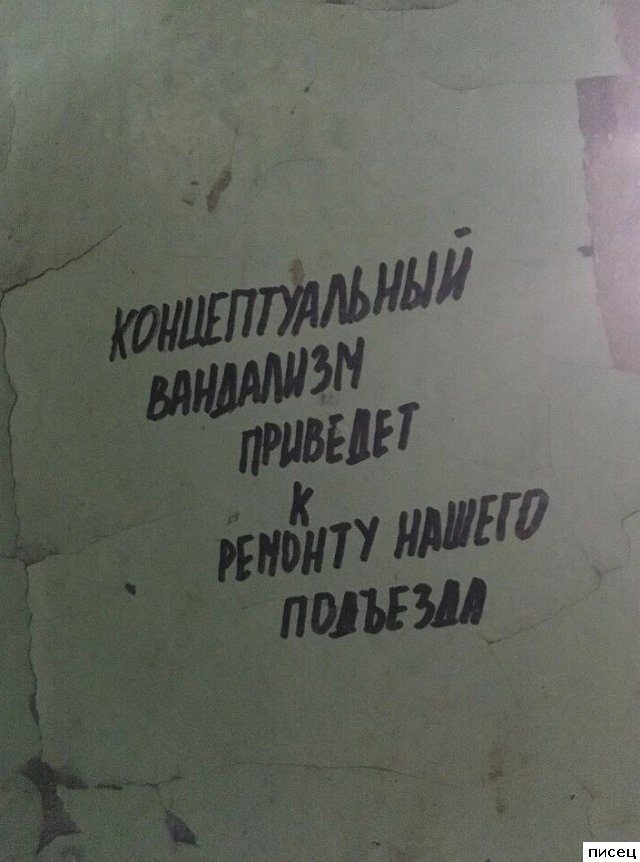 КОНЦЕПТУАЛЬНЫЙ
ВАНДАЛИЗМ
ПРИВЕДЕТ
К
РЕМОНТУ НАШЕГО
ПОДЪЕЗДА
писец